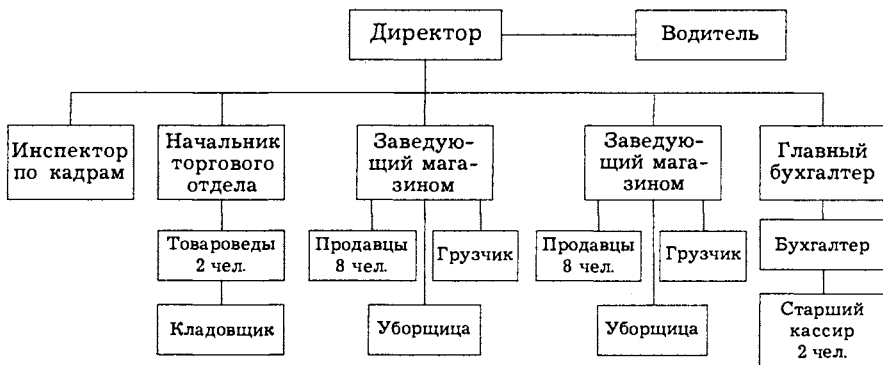 Директор
Водитель
Инспектор
по кадрам
Начальник
торгового
отдела
Заведую-
щий мага-
зином
Заведую-
щий мага-
зином
Главный
бухгалтер
Товароведы
2 чел.
Продавцы
8 чел.
Грузчик
Продавцы
8 чел.
Грузчик
Бухгалтер
Кладовщик
Уборщица
Уборщица
Старший
кассир
2 чел.